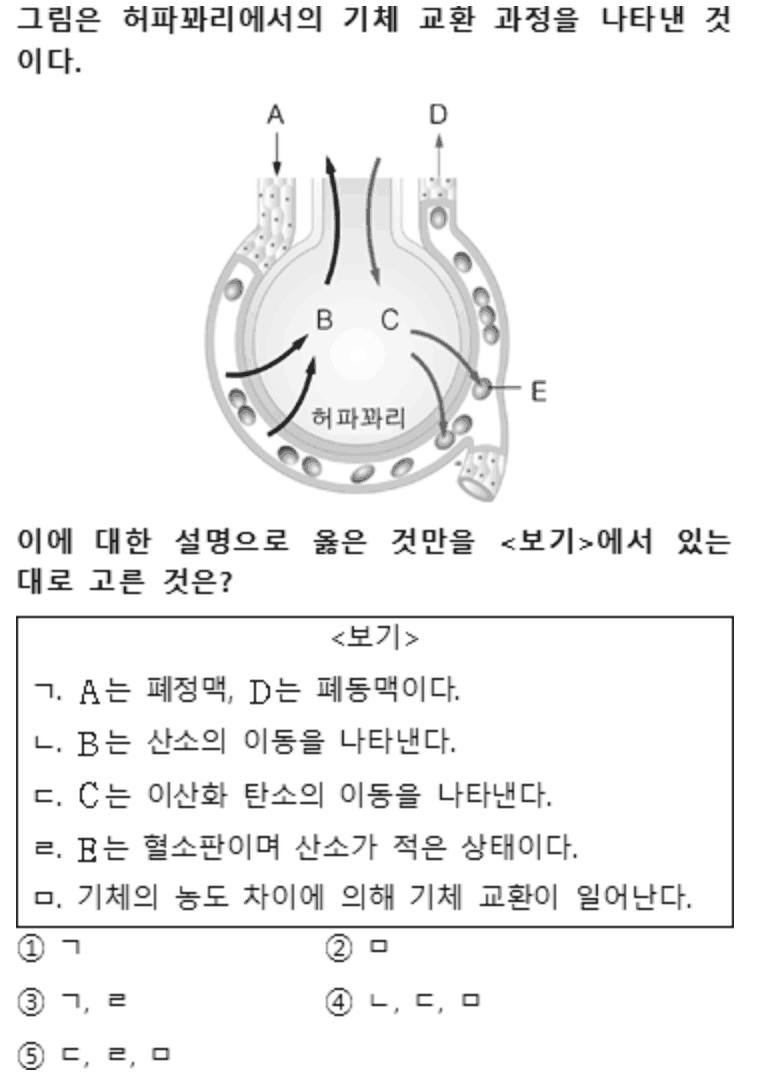 그림은 허파꽈리에서의 기체 교환 과정을 나타낸 것
이다.
A
D
B
C
E
허파꽈리
이에 대한 설명으로 옳은 것만을 <보기>에서 있는
대로 고른 것은?
<보기>
ㄱ. A는 폐정맥, D는 폐동맥이다.
ㄴ. B는 산소의 이동을 나타낸다.
ㄷ. C는 이산화 탄소의 이동을 나타낸다.
ㄹ. E는 혈소판이며 산소가 적은 상태이다.
ㅁ. 기체의 농도 차이에 의해 기체 교환이 일어난다.
① ㄱ ② ㅁ
③ ㄱ, ㄹ ④ ㄴ, ㄷ, ㅁ
⑤ ㄷ, ㄹ, ㅁ